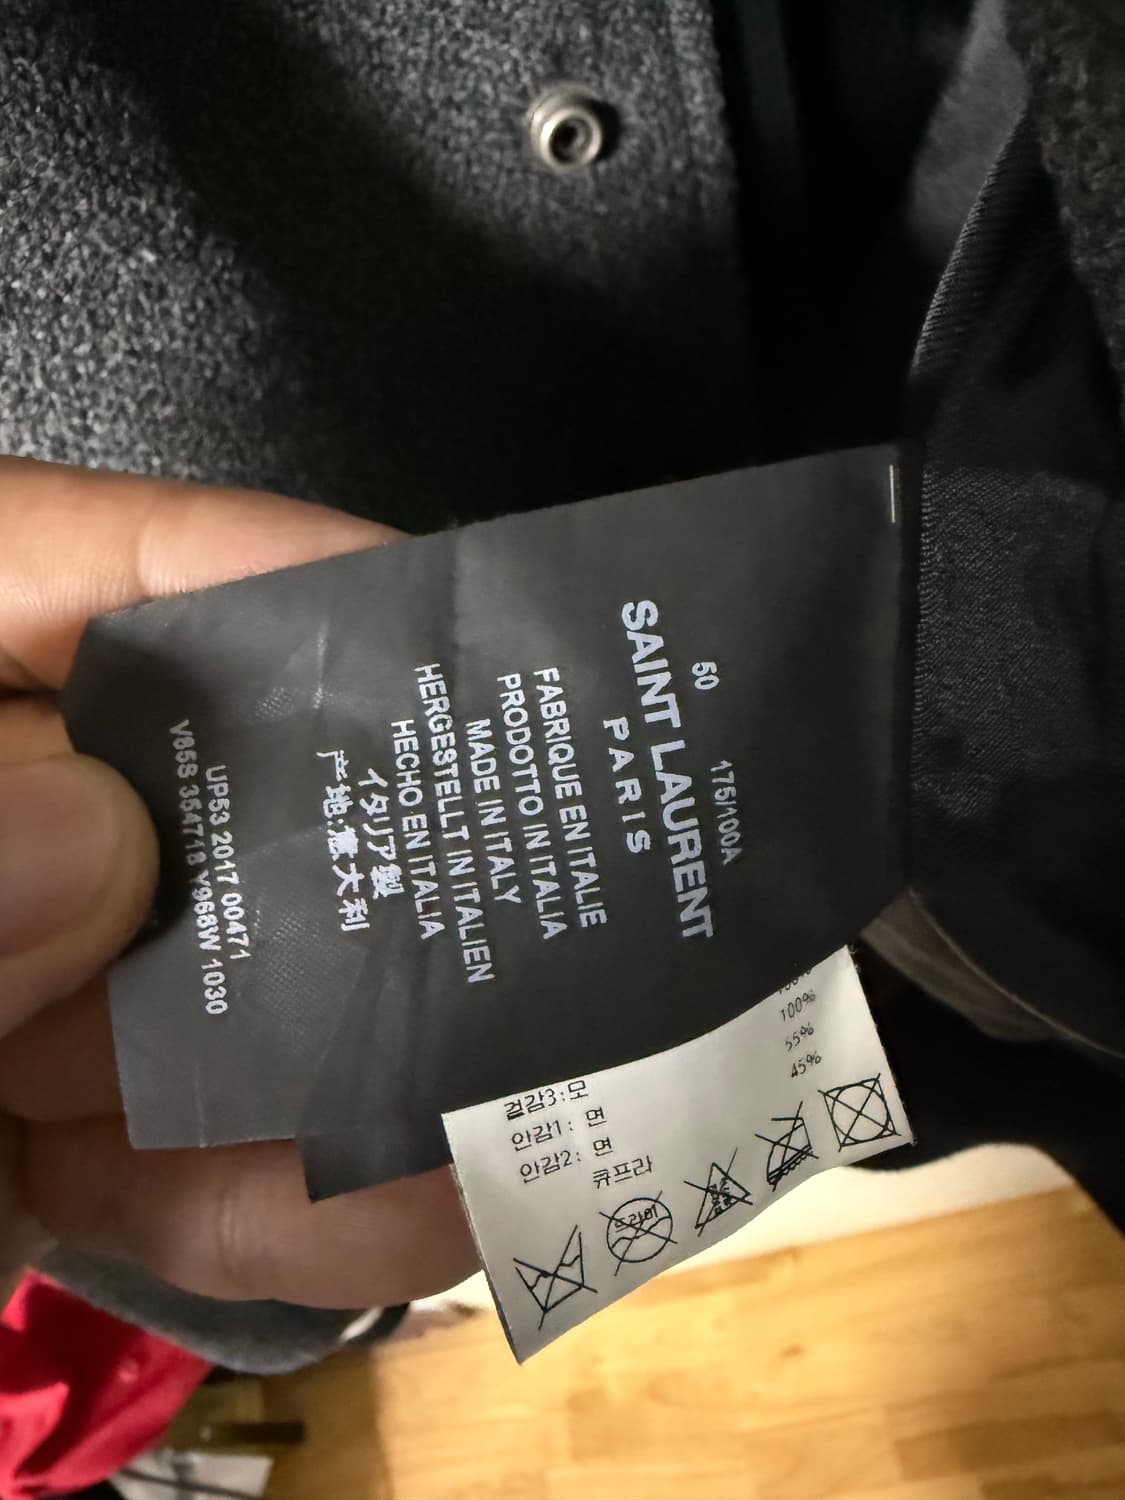 50 175/100A
SAINT LAURENT
PARIS
FABRIQUE EN ITALIE
PRODOTTO IN ITALIA
MADE IN ITALY
HERGESTELLT IN ITALIEN
HECHO EN ITALIA
イタリア製
产地:意大利
UP53 2017 00471
354718 Y968W 1030
겉감3:모
안감1: 면 100%
안감2: 면 55%
큐프라 45%